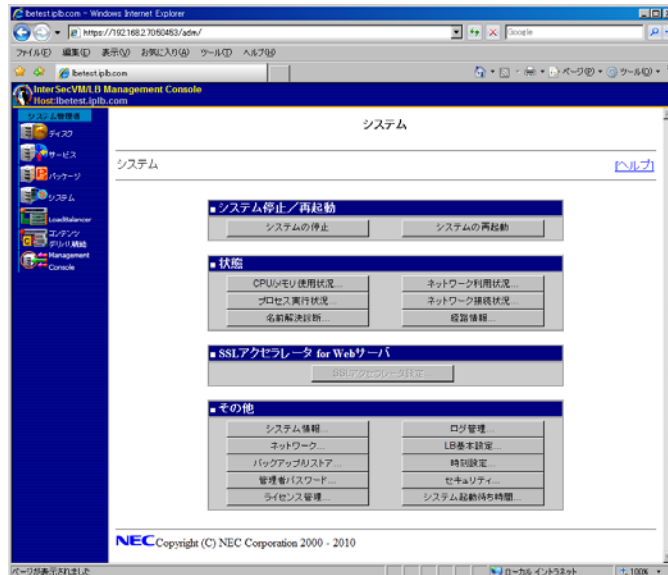 lbetest.iplb.com - Windows Internet Explorer
https://192.168.2.70:50453/adm/
Google
ファイル(F) 編集(E) 表示(V) お気に入り(A) ツール(T) ヘルプ(H)
lbetest.iplb.com
ページ(P) ツール(O)
InterSecVM/LB Management Console
Host:lbetest.iplb.com
システム管理者
ディスク
サービス
パッケージ
システム
LoadBalancer
コンテンツ
デリバリ機能
Management
Console
システム
システム
[ヘルプ]
■システム停止／再起動
システムの停止 システムの再起動
■状態
CPU/メモリ使用状況... ネットワーク利用状況...
プロセス実行状況... ネットワーク接続状況...
名前解決診断... 経路情報...
■SSLアクセラレータ for Webサーバ
SSLアクセラレータ設定...
■その他
システム情報... ログ管理...
ネットワーク... LB基本設定...
バックアップ/リストア... 時刻設定...
管理者パスワード... セキュリティ...
ライセンス管理... システム起動待ち時間...
NEC Copyright (C) NEC Corporation 2000 - 2010
ページが表示されました
ローカル イントラネット
100%